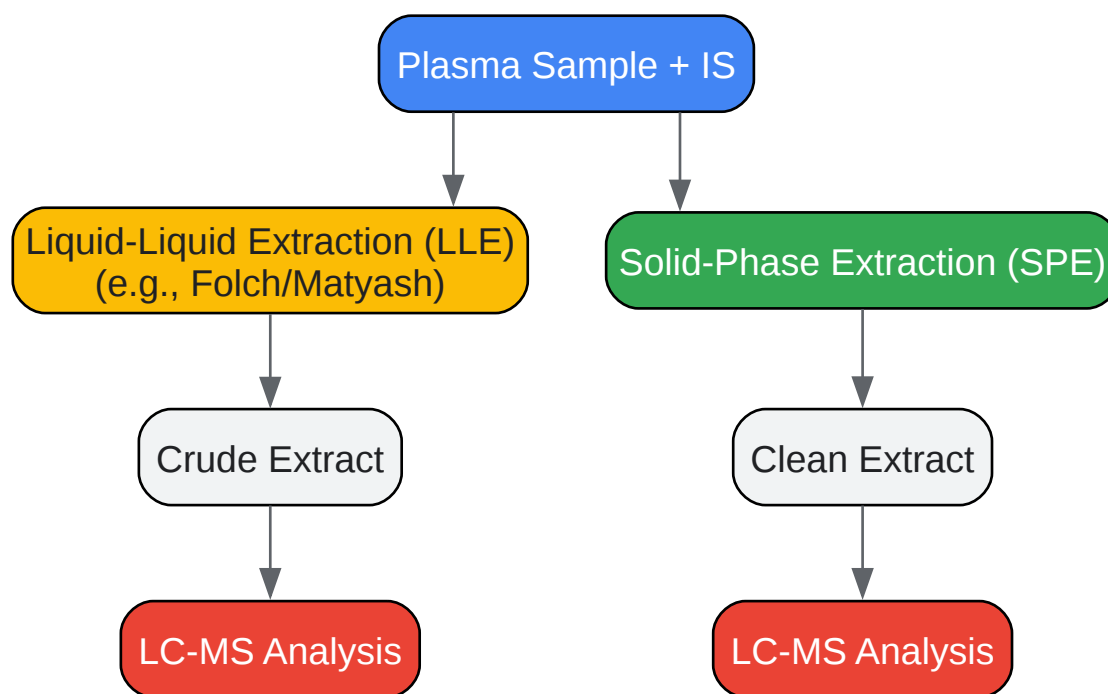 Plasma Sample + IS
Liquid-Liquid Extraction (LLE)
(e.g., Folch/Matyash)
Solid-Phase Extraction (SPE)
Crude Extract
Clean Extract
LC-MS Analysis
LC-MS Analysis